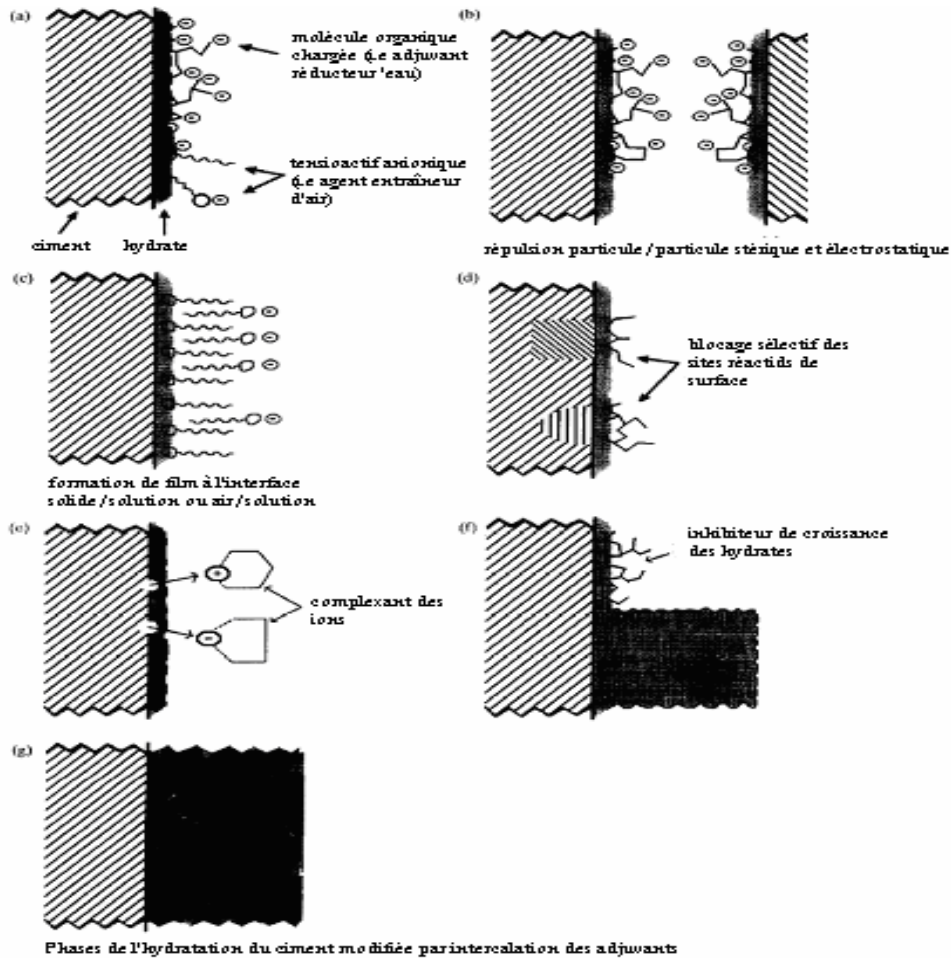 (a)
molécule organique
chargée (i.e adjuvant
réducteur 'eau)
tensioactif anionique
(i.e agent entraîneur
d'air)
ciment hydrate
(b)
répulsion particule/particule stérique et électrostatique
(c)
formation de film à l'interface
solide/solution ou air/solution
(d)
blocage sélectif des
sites réactids de
surface
(e)
complexant des
ions
(f)
inhibiteur de croissance
des hydrates
(g)
Phases de l'hydratation du ciment modifiée par intercalation des adjuvants